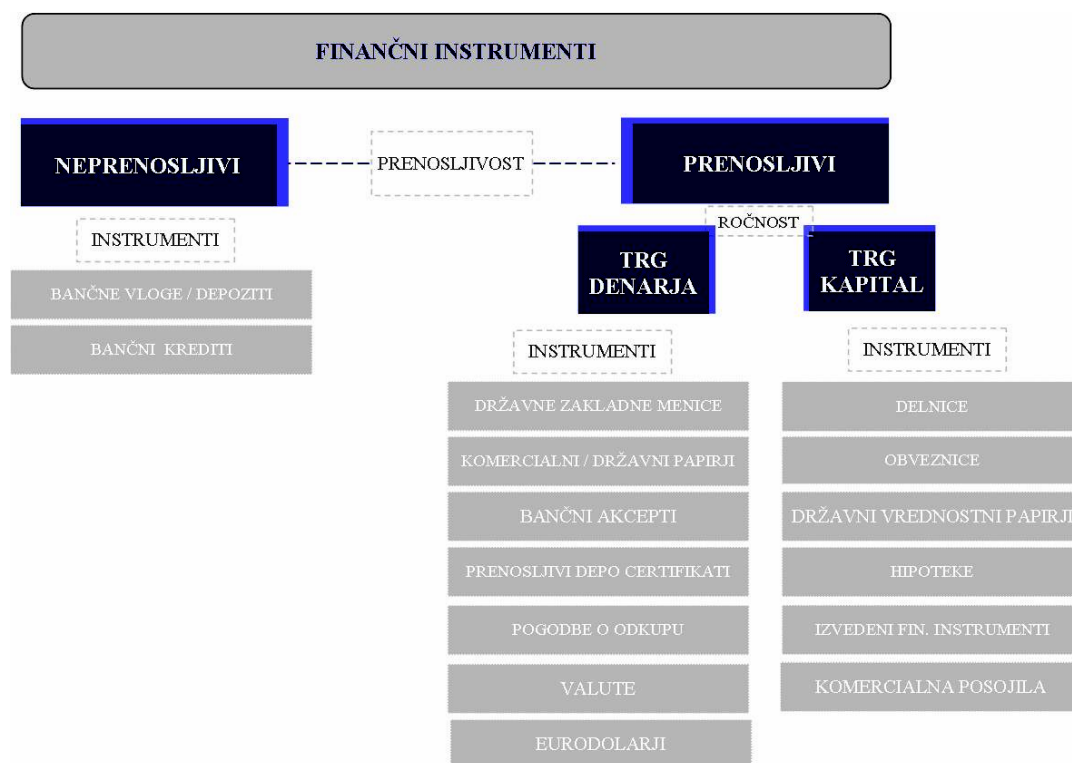 FINANČNI INSTRUMENTI
NEPRENOSLJIVI
PRENOSLJIVOST
PRENOSLJIVI
INSTRUMENTI
BANČNE VLOGE / DEPOZITI
BANČNI KREDITI
ROČNOST
TRG
DENARJA
TRG
KAPITAL
INSTRUMENTI
DRŽAVNE ZAKLADNE MENICE
KOMERCIALNI / DRŽAVNI PAPIRJI
BANČNI AKCEPTI
PRENOSLJIVI DEPO CERTIFIKATI
POGODBE O ODKUPU
VALUTE
EURODOLARJI
INSTRUMENTI
DELNICE
OBVEZNICE
DRŽAVNI VREDNOSTNI PAPIRJI
HIPOTEKE
IZVEDENI FIN. INSTRUMENTI
KOMERCIALNA POSOJILA